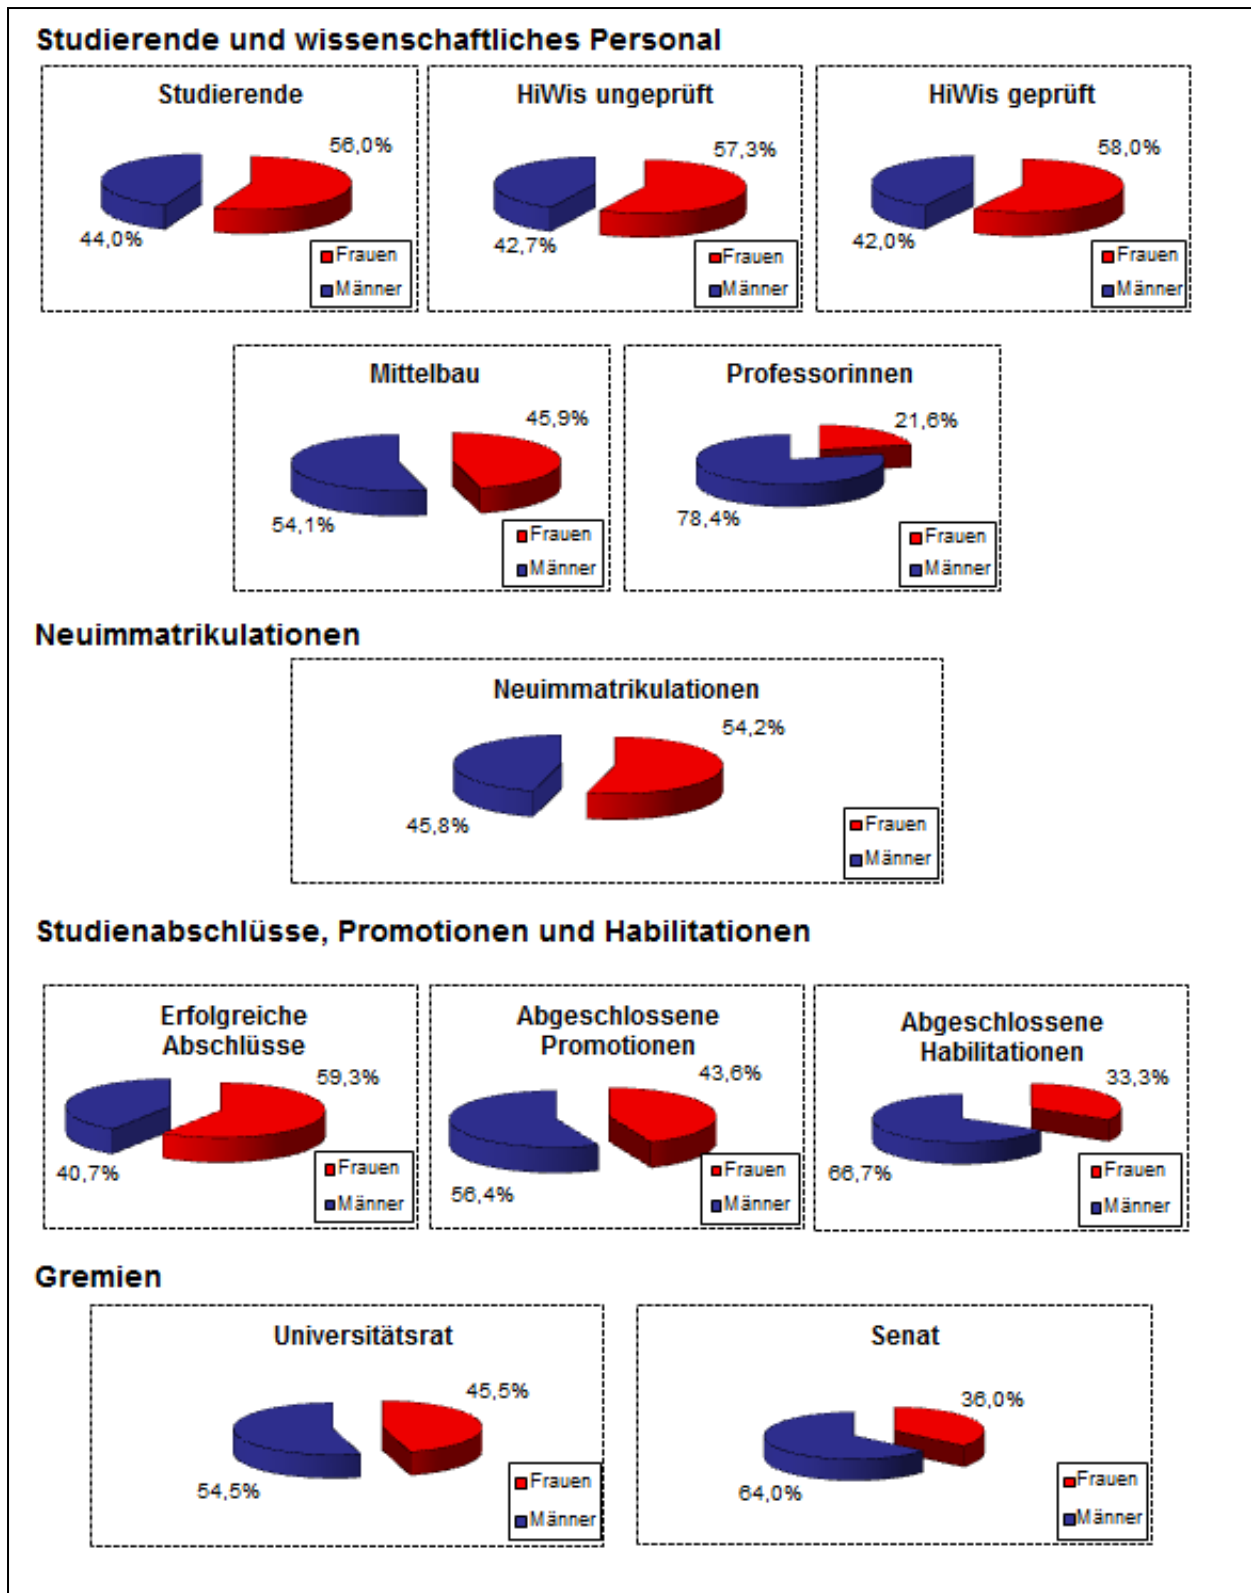 Studierende und wissenschaftliches Personal
Studierende
56,0%
44,0%
Frauen
Männer
HiWis ungeprüft
57,3%
42,7%
Frauen
Männer
HiWis geprüft
58,0%
42,0%
Frauen
Männer
Mittelbau
45,9%
54,1%
Frauen
Männer
Professorinnen
21,6%
78,4%
Frauen
Männer
Neuimmatrikulationen
Neuimmatrikulationen
54,2%
45,8%
Frauen
Männer
Studienabschlüsse, Promotionen und Habilitationen
Erfolgreiche
Abschlüsse
59,3%
40,7%
Frauen
Männer
Abgeschlossene
Promotionen
43,6%
56,4%
Frauen
Männer
Abgeschlossene
Habilitationen
33,3%
66,7%
Frauen
Männer
Gremien
Universitätsrat
45,5%
54,5%
Frauen
Männer
Senat
36,0%
64,0%
Frauen
Männer